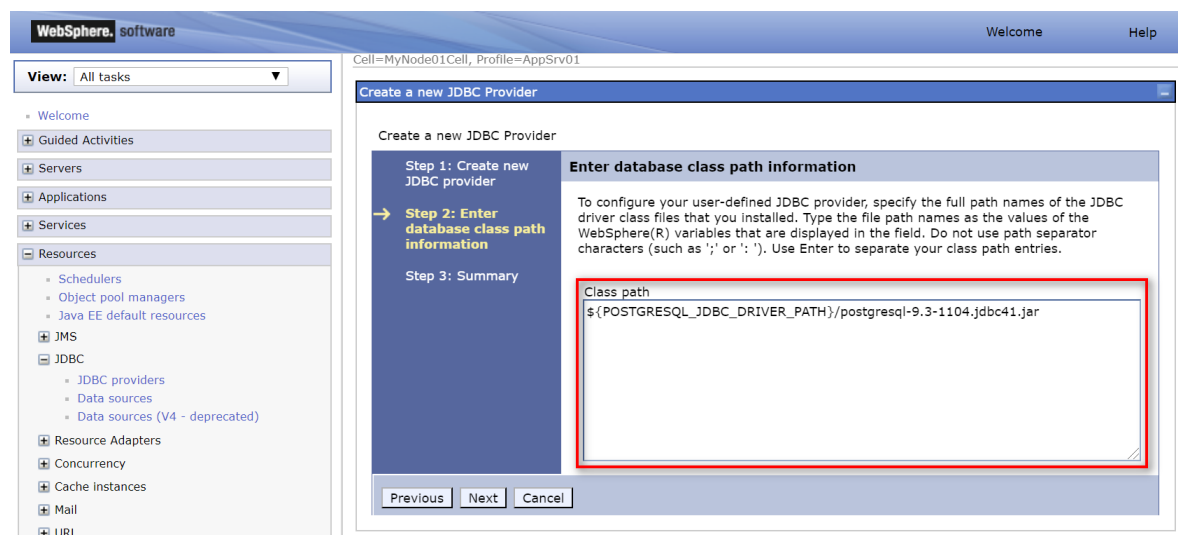 WebSphere. software
Welcome
Help
View: All tasks
Cell=MyNode01Cell, Profile=AppSrv01
Welcome
Guided Activities
Servers
Applications
Services
Resources
Schedulers
Object pool managers
Java EE default resources
JMS
JDBC
JDBC providers
Data sources
Data sources (V4 - deprecated)
Resource Adapters
Concurrency
Cache instances
Mail
URL
Create a new JDBC Provider
Create a new JDBC Provider
Step 1: Create new
JDBC provider
Step 2: Enter
database class path
information
Step 3: Summary
Enter database class path information
To configure your user-defined JDBC provider, specify the full path names of the JDBC
driver class files that you installed. Type the file path names as the values of the
WebSphere(R) variables that are displayed in the field. Do not use path separator
characters (such as ';' or ': '). Use Enter to separate your class path entries.
Class path
${POSTGRESQL_JDBC_DRIVER_PATH}/postgresql-9.3-1104.jdbc41.jar
Previous
Next
Cancel